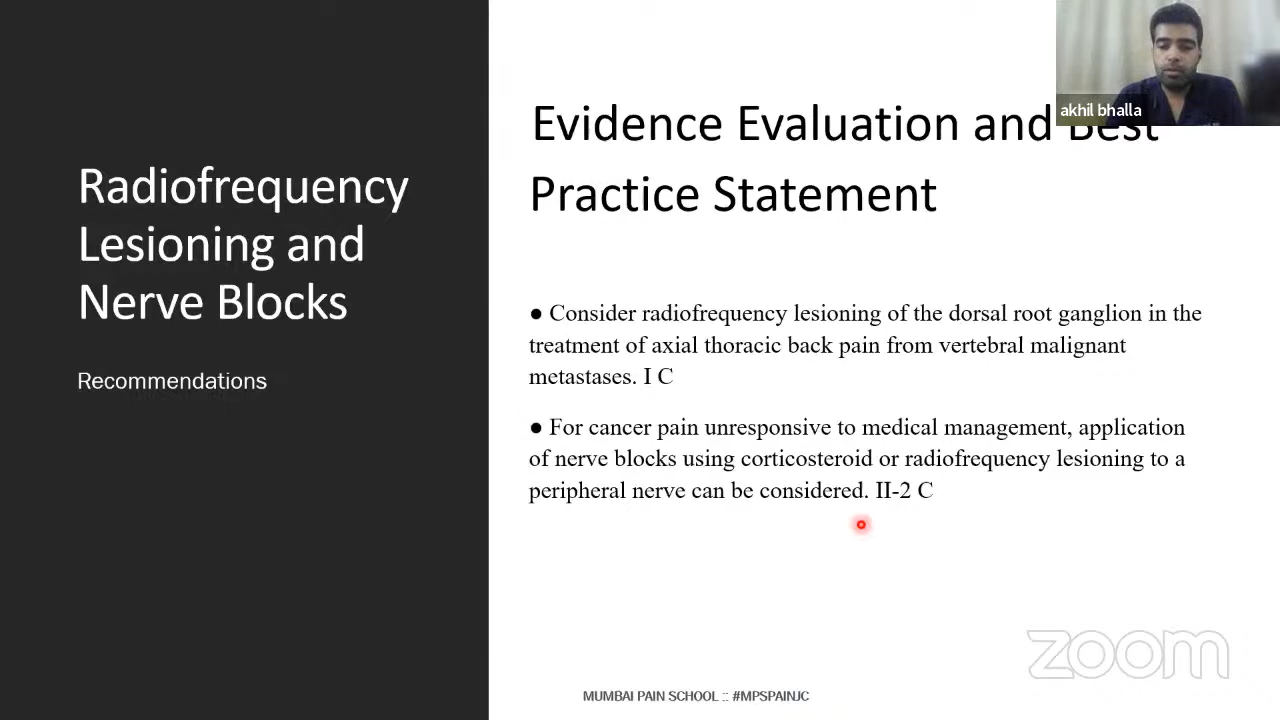 Radiofrequency
Lesioning and
Nerve Blocks
Recommendations
akhil bhalla
Evidence Evaluation and Best
Practice Statement
● Consider radiofrequency lesioning of the dorsal root ganglion in the
treatment of axial thoracic back pain from vertebral malignant
metastases. I C
● For cancer pain unresponsive to medical management, application
of nerve blocks using corticosteroid or radiofrequency lesioning to a
peripheral nerve can be considered. II-2 C
zoom
MUMBAI PAIN SCHOOL :: #MPSPAINJC